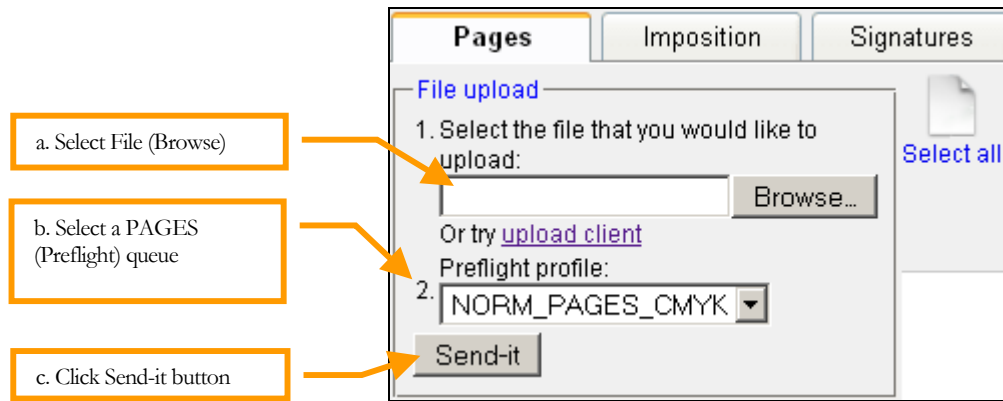 Pages
Imposition
Signatures
File upload
1. Select the file that you would like to
upload:
Browse...
Or try upload client
Preflight profile:
2.
NORM_PAGES_CMYK
Send-it
Select all
a. Select File (Browse)
b. Select a PAGES
(Preflight) queue
c. Click Send-it button